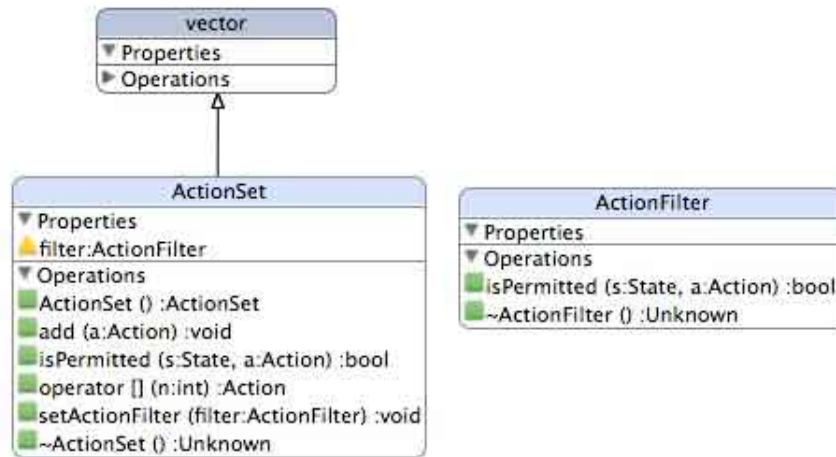 vector
Properties
Operations
ActionSet
Properties
filter:ActionFilter
Operations
ActionSet () :ActionSet
add (a:Action) :void
isPermitted (s:State, a:Action) :bool
operator [] (n:int) :Action
setActionFilter (filter:ActionFilter) :void
~ActionSet () :Unknown
ActionFilter
Properties
Operations
isPermitted (s:State, a:Action) :bool
~ActionFilter () :Unknown